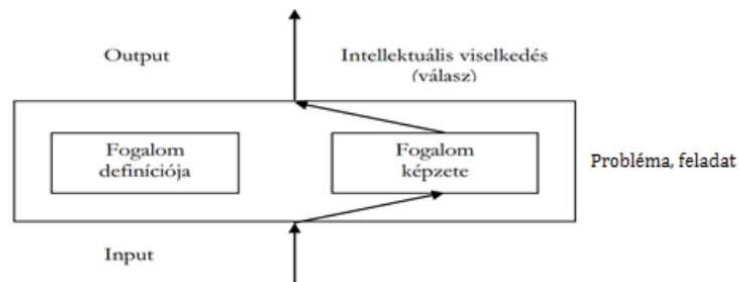 Output
Intellektuális viselkedés
(válasz)
Fogalom
definíciója
Fogalom
képzete
Probléma, feladat
Input